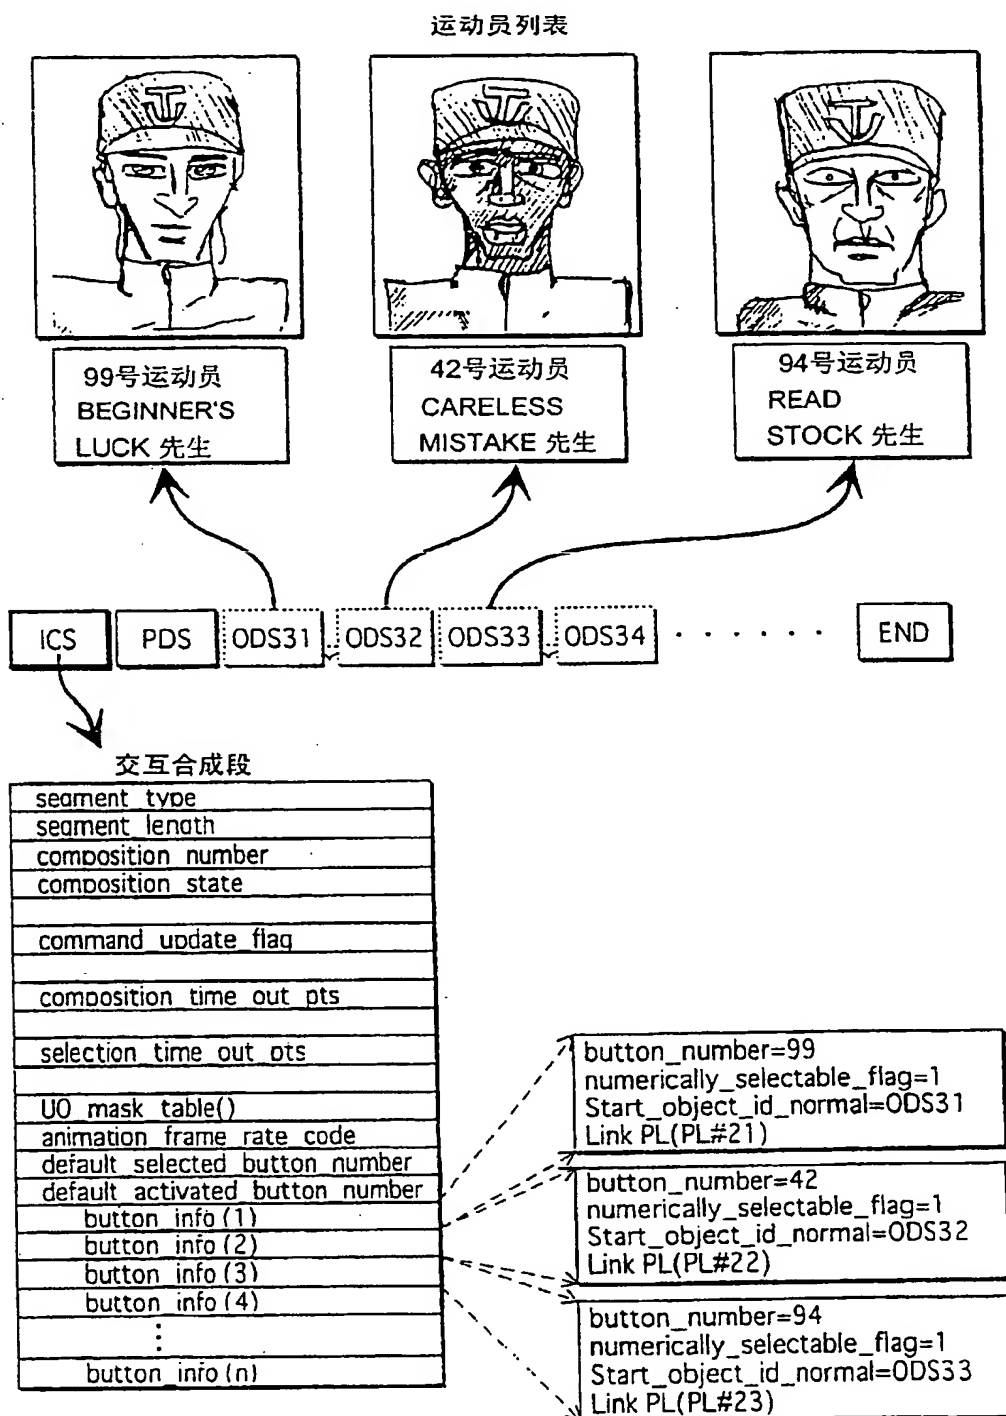 运动员列表
99号运动员
BEGINNER'S
LUCK 先生
42号运动员
CARELESS
MISTAKE 先生
94号运动员
READ
STOCK 先生
ICS PDS ODS31 ODS32 ODS33 ODS34 · · · · · · · END
交互合成段
segment_type
segment_length
composition_number
composition_state
command_update_flag
composition_time_out_pts
selection_time_out_pts
UO_mask_table()
animation_frame_rate_code
default_selected_button_number
default_activated_button_number
button_info(1)
button_info(2)
button_info(3)
button_info(4)
⋮
button_info(n)
button_number=99
numerically_selectable_flag=1
Start_object_id_normal=ODS31
Link PL(PL#21)
button_number=42
numerically_selectable_flag=1
Start_object_id_normal=ODS32
Link PL(PL#22)
button_number=94
numerically_selectable_flag=1
Start_object_id_normal=ODS33
Link PL(PL#23)